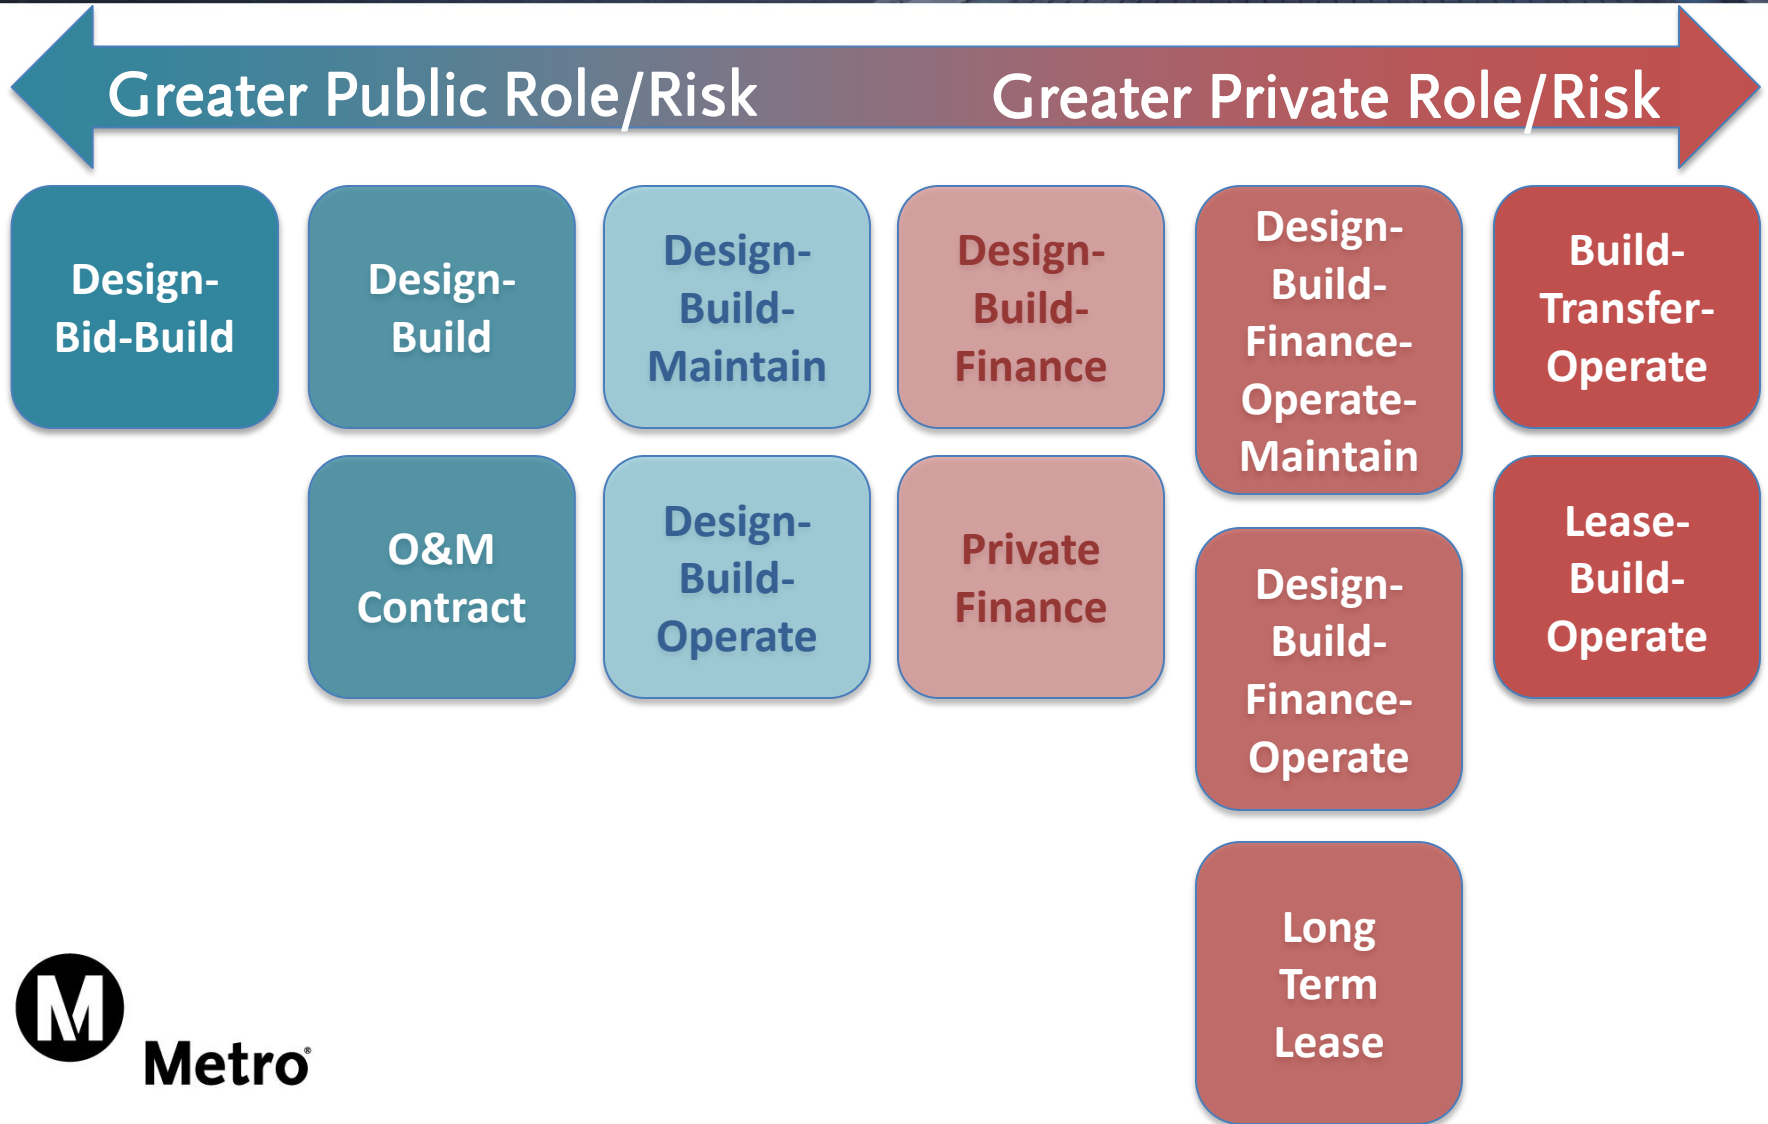 Greater Public Role/Risk
Greater Private Role/Risk
Design-
Bid-Build
Design-
Build
Design-
Build-
Maintain
Design-
Build-
Finance
Design-
Build-
Finance-
Operate-
Maintain
Build-
Transfer-
Operate
O&M
Contract
Design-
Build-
Operate
Private
Finance
Design-
Build-
Finance-
Operate
Lease-
Build-
Operate
Long
Term
Lease
M
Metro®